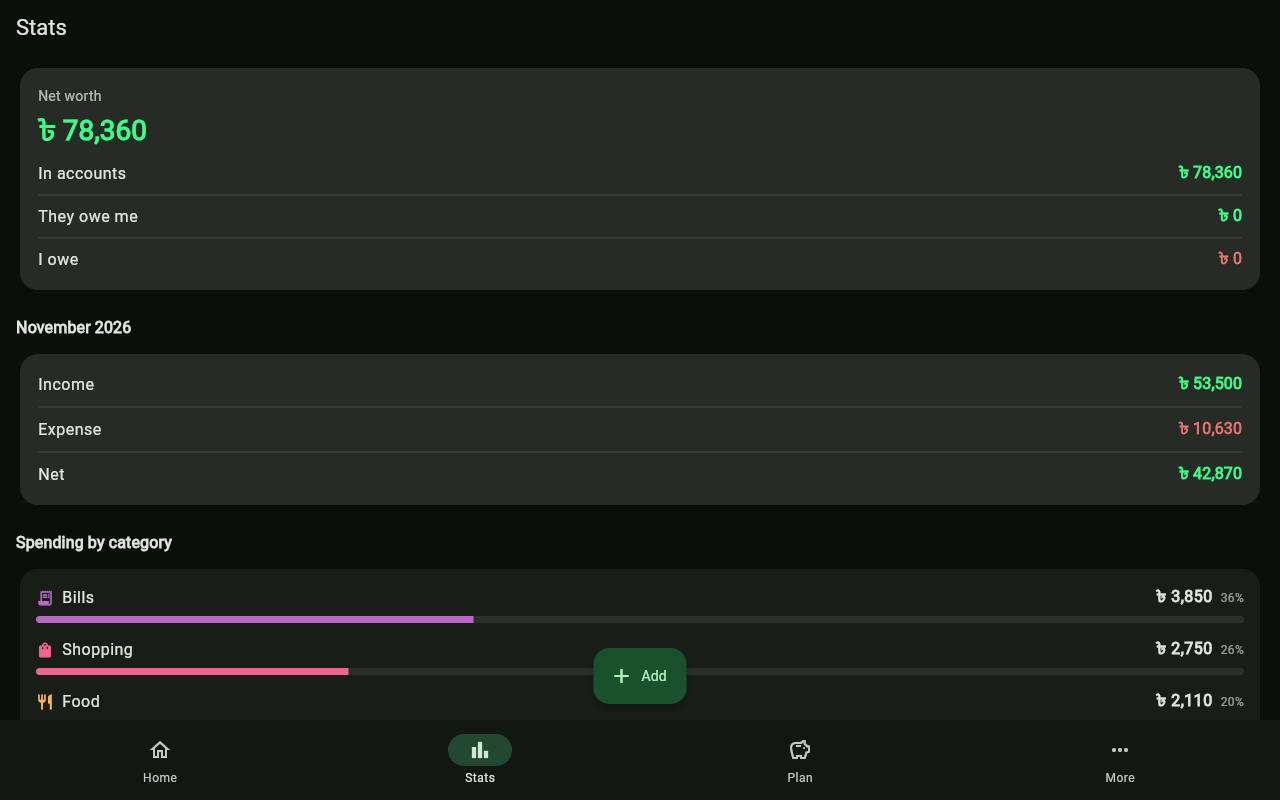 Stats
Net worth
৳ 78,360
In accounts ৳ 78,360
They owe me ৳ 0
I owe ৳ 0
November 2026
Income ৳ 53,500
Expense ৳ 10,630
Net ৳ 42,870
Spending by category
Bills ৳ 3,850 36%
Shopping ৳ 2,750 26%
Add
Food ৳ 2,110 20%
Home Stats Plan More